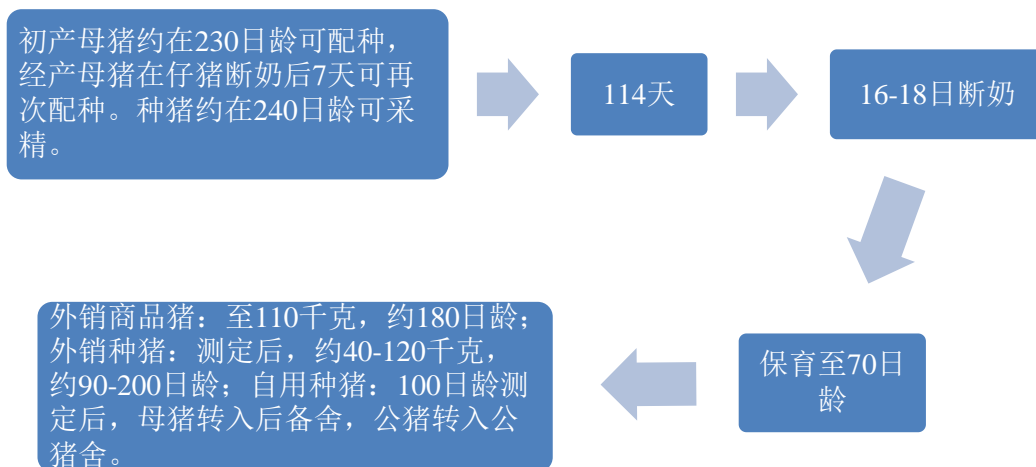 初产母猪约在230日龄可配种，
经产母猪在仔猪断奶后7天可再
次配种。种猪约在240日龄可采
精。
114天
16-18日断奶
保育至70日
龄
外销商品猪：至110千克，约180日龄；
外销种猪：测定后，约40-120千克，
约90-200日龄；自用种猪：100日龄测
定后，母猪转入后备舍，公猪转入公
猪舍。